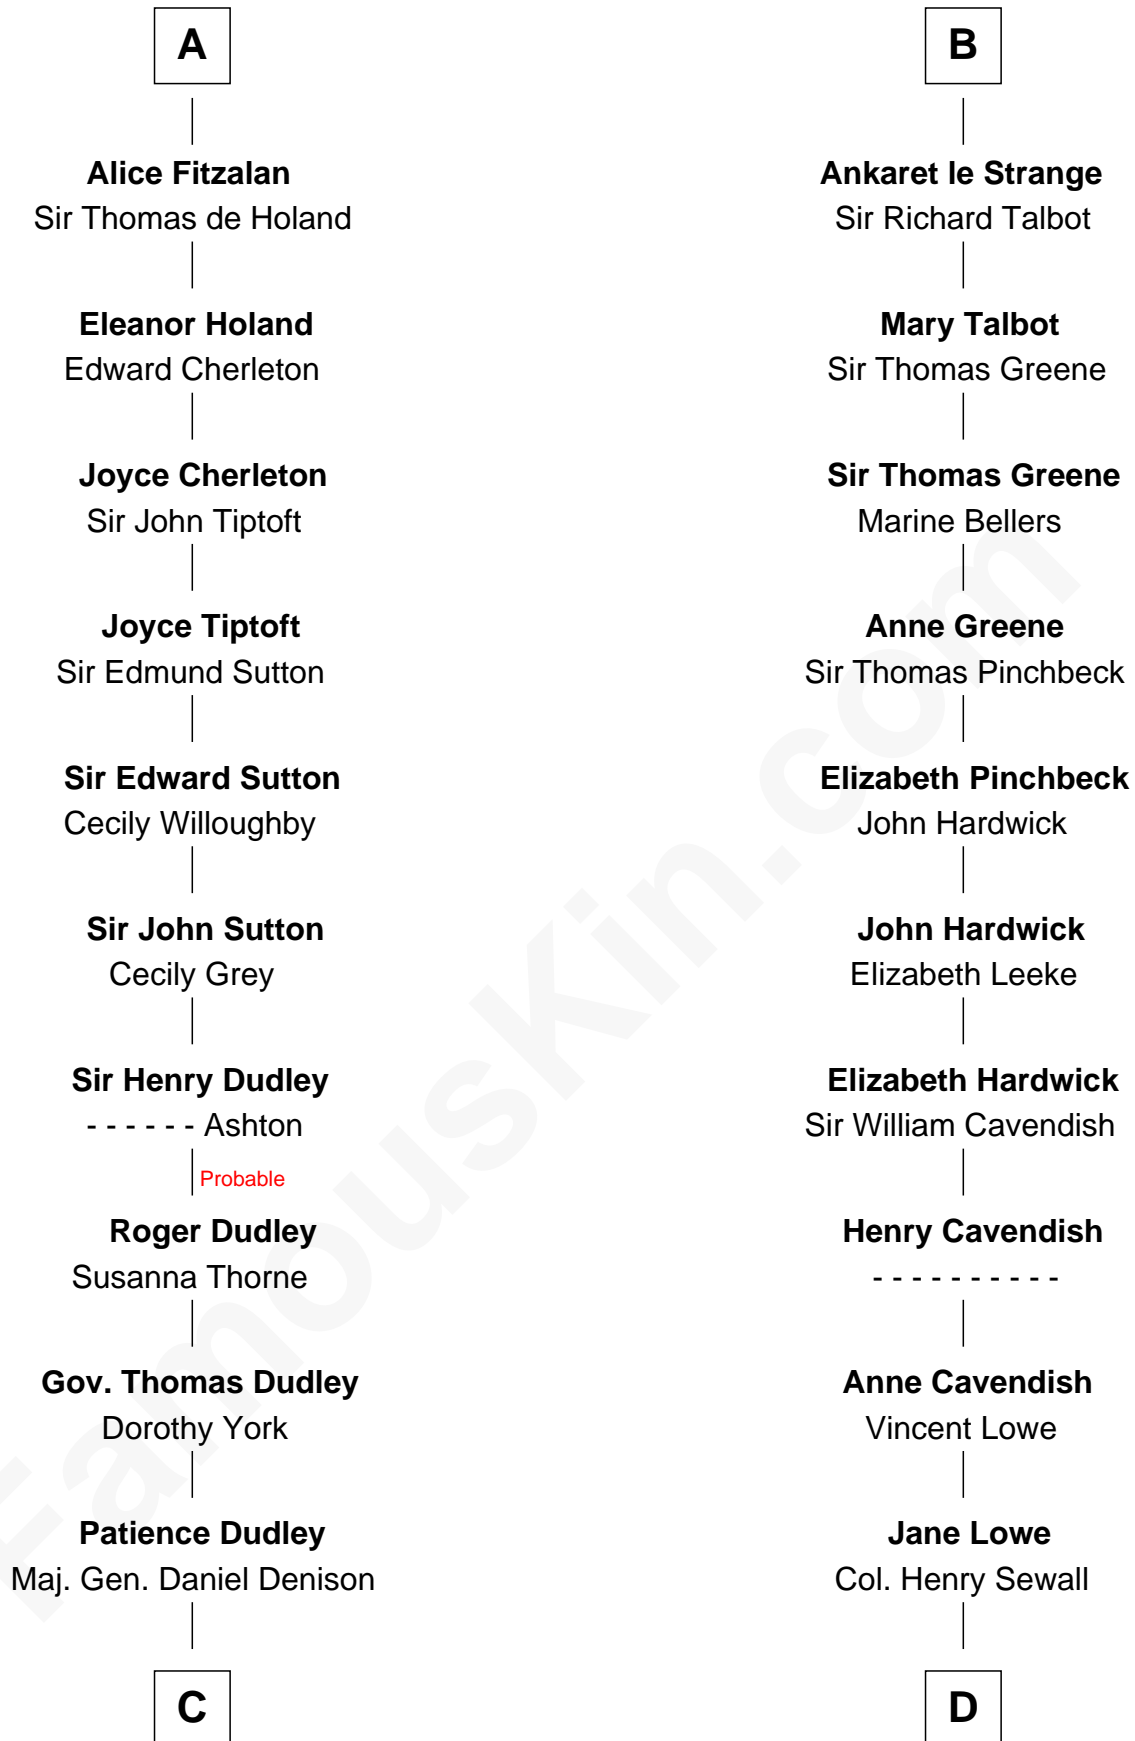 A
Alice Fitzalan
Sir Thomas de Holand
Eleanor Holand
Edward Cherleton
Joyce Cherleton
Sir John Tiptoft
Joyce Tiptoft
Sir Edmund Sutton
Sir Edward Sutton
Cecily Willoughby
Sir John Sutton
Cecily Grey
Sir Henry Dudley
- - - - - - Ashton
Probable
Roger Dudley
Susanna Thorne
Gov. Thomas Dudley
Dorothy York
Patience Dudley
Maj. Gen. Daniel Denison
C
B
Ankaret le Strange
Sir Richard Talbot
Mary Talbot
Sir Thomas Greene
Sir Thomas Greene
Marine Bellers
Anne Greene
Sir Thomas Pinchbeck
Elizabeth Pinchbeck
John Hardwick
John Hardwick
Elizabeth Leeke
Elizabeth Hardwick
Sir William Cavendish
Henry Cavendish
- - - - - - - - - -
Anne Cavendish
Vincent Lowe
Jane Lowe
Col. Henry Sewall
D
FamousKin.com